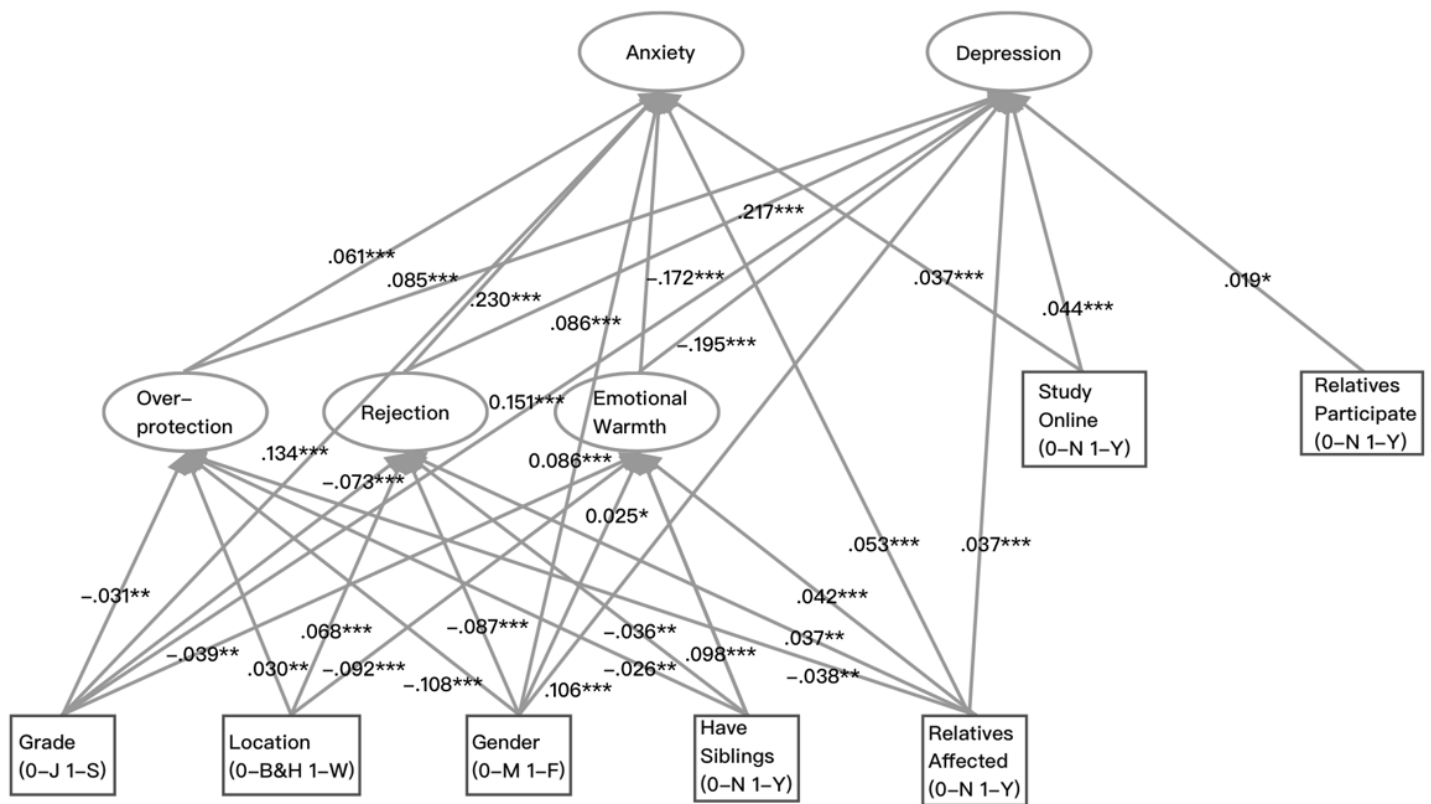 Anxiety
Depression
.217***
.061***
.085***
-.172***
.037***
.019*
.230***
.044***
.086***
-.195***
Over-
protection
Rejection
0.151***
Emotional
Warmth
Study
Online
(0-N 1-Y)
Relatives
Participate
(0-N 1-Y)
.134***
0.086***
-.073***
0.025*
.053***
.037***
-.031**
.042***
.068***
-.087***
-.036**
.037**
-.039**
.030**
-.092***
-.026**
.098***
-.038**
-.108***
.106***
Grade
(0-J 1-S)
Location
(0-B&H 1-W)
Gender
(0-M 1-F)
Have
Siblings
(0-N 1-Y)
Relatives
Affected
(0-N 1-Y)